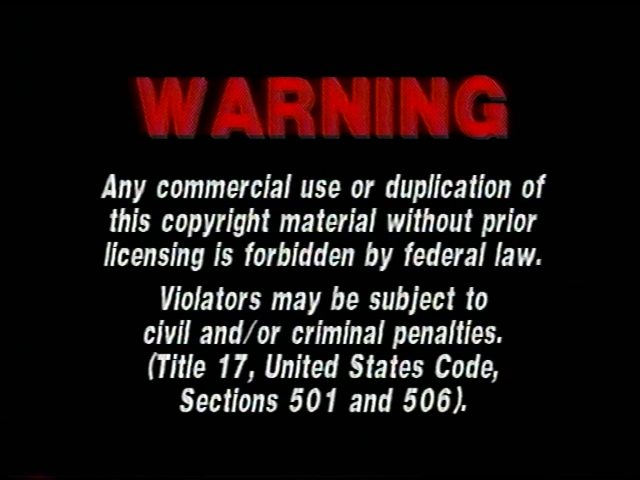 WARNING
Any commercial use or duplication of
this copyright material without prior
licensing is forbidden by federal law.
Violators may be subject to
civil and/or criminal penalties.
(Title 17, United States Code,
Sections 501 and 506).